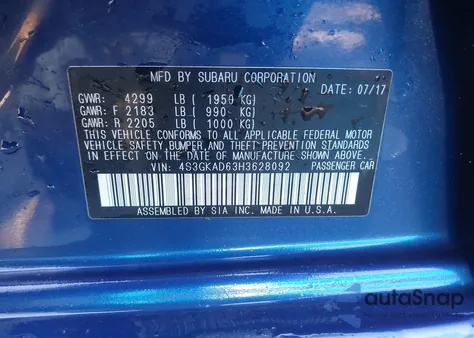 MFD BY SUBARU CORPORATION
DATE: 07/17
GVWR: 4299 LB ( 1950 KG)
GAWR: F 2183 LB ( 990 KG)
GAWR: R 2205 LB ( 1000 KG)
THIS VEHICLE CONFORMS TO ALL APPLICABLE FEDERAL MOTOR
VEHICLE SAFETY, BUMPER, AND THEFT PREVENTION STANDARDS
IN EFFECT ON THE DATE OF MANUFACTURE SHOWN ABOVE.
VIN: 4S3GKAD63H3628092 PASSENGER CAR
ASSEMBLED BY SIA INC. MADE IN U.S.A.
autoSnap